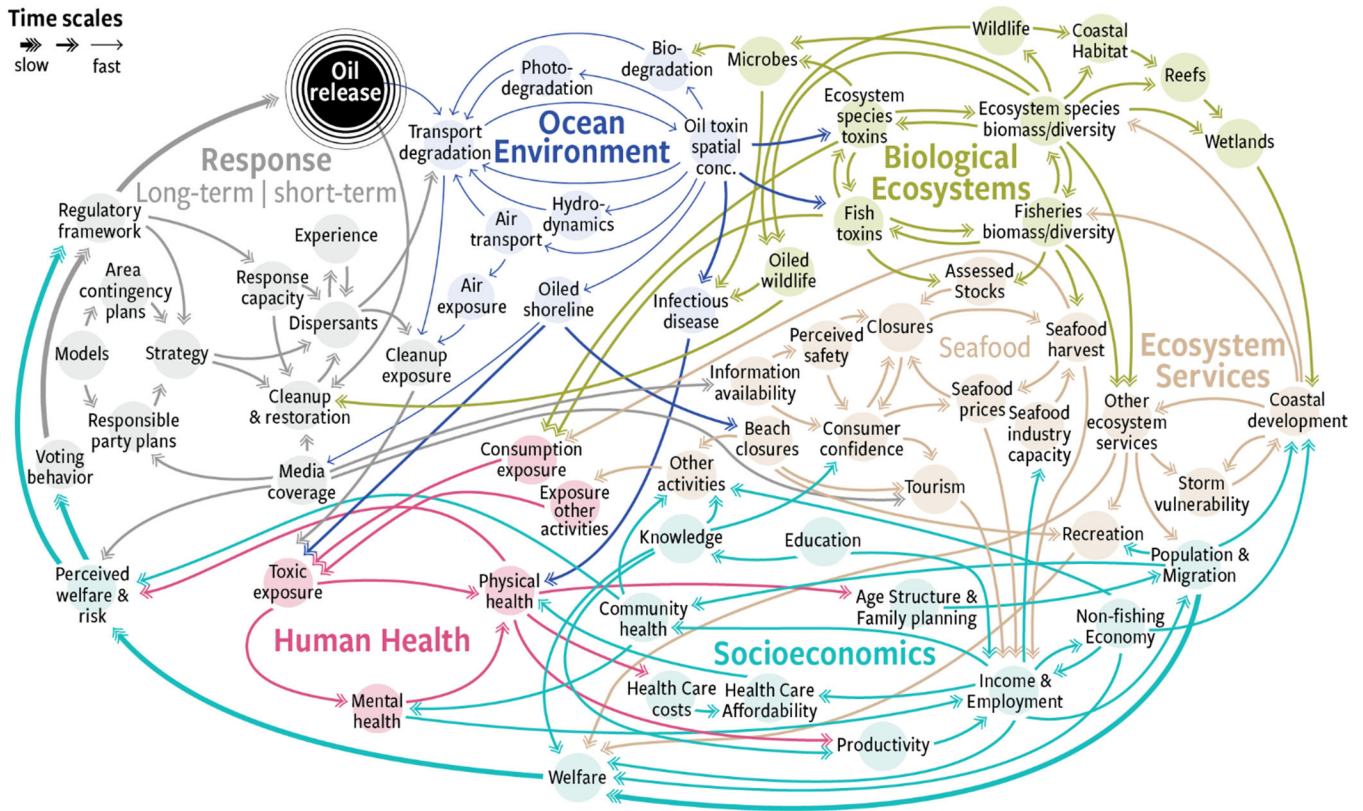 Time scales
slow
fast
Oil
release
Response
Long-term | short-term
Regulatory
framework
Experience
Area
contingency
plans
Response
capacity
Dispersants
Models
Strategy
Cleanup
exposure
Responsible
party plans
Cleanup
& restoration
Voting
behavior
Media
coverage
Perceived
welfare &
risk
Ocean
Environment
Photo-
degradation
Bio-
degradation
Transport
degradation
Oil toxin
spatial
conc.
Hydro-
dynamics
Air
transport
Air
exposure
Oiled
shoreline
Infectious
disease
Biological
Ecosystems
Microbes
Wildlife
Coastal
Habitat
Reefs
Wetlands
Ecosystem
species
toxins
Ecosystem species
biomass/diversity
Fish
toxins
Fisheries
biomass/diversity
Oiled
wildlife
Ecosystem
Services
Seafood
Assessed
Stocks
Perceived
safety
Closures
Seafood
harvest
Information
availability
Seafood
prices
Seafood
industry
capacity
Other
ecosystem
services
Coastal
development
Beach
closures
Consumer
confidence
Other
activities
Tourism
Storm
vulnerability
Recreation
Human Health
Consumption
exposure
Exposure
other
activities
Toxic
exposure
Physical
health
Mental
health
Socioeconomics
Knowledge
Education
Population &
Migration
Community
health
Age Structure &
Family planning
Non-fishing
Economy
Health Care
costs
Health Care
Affordability
Income &
Employment
Productivity
Welfare